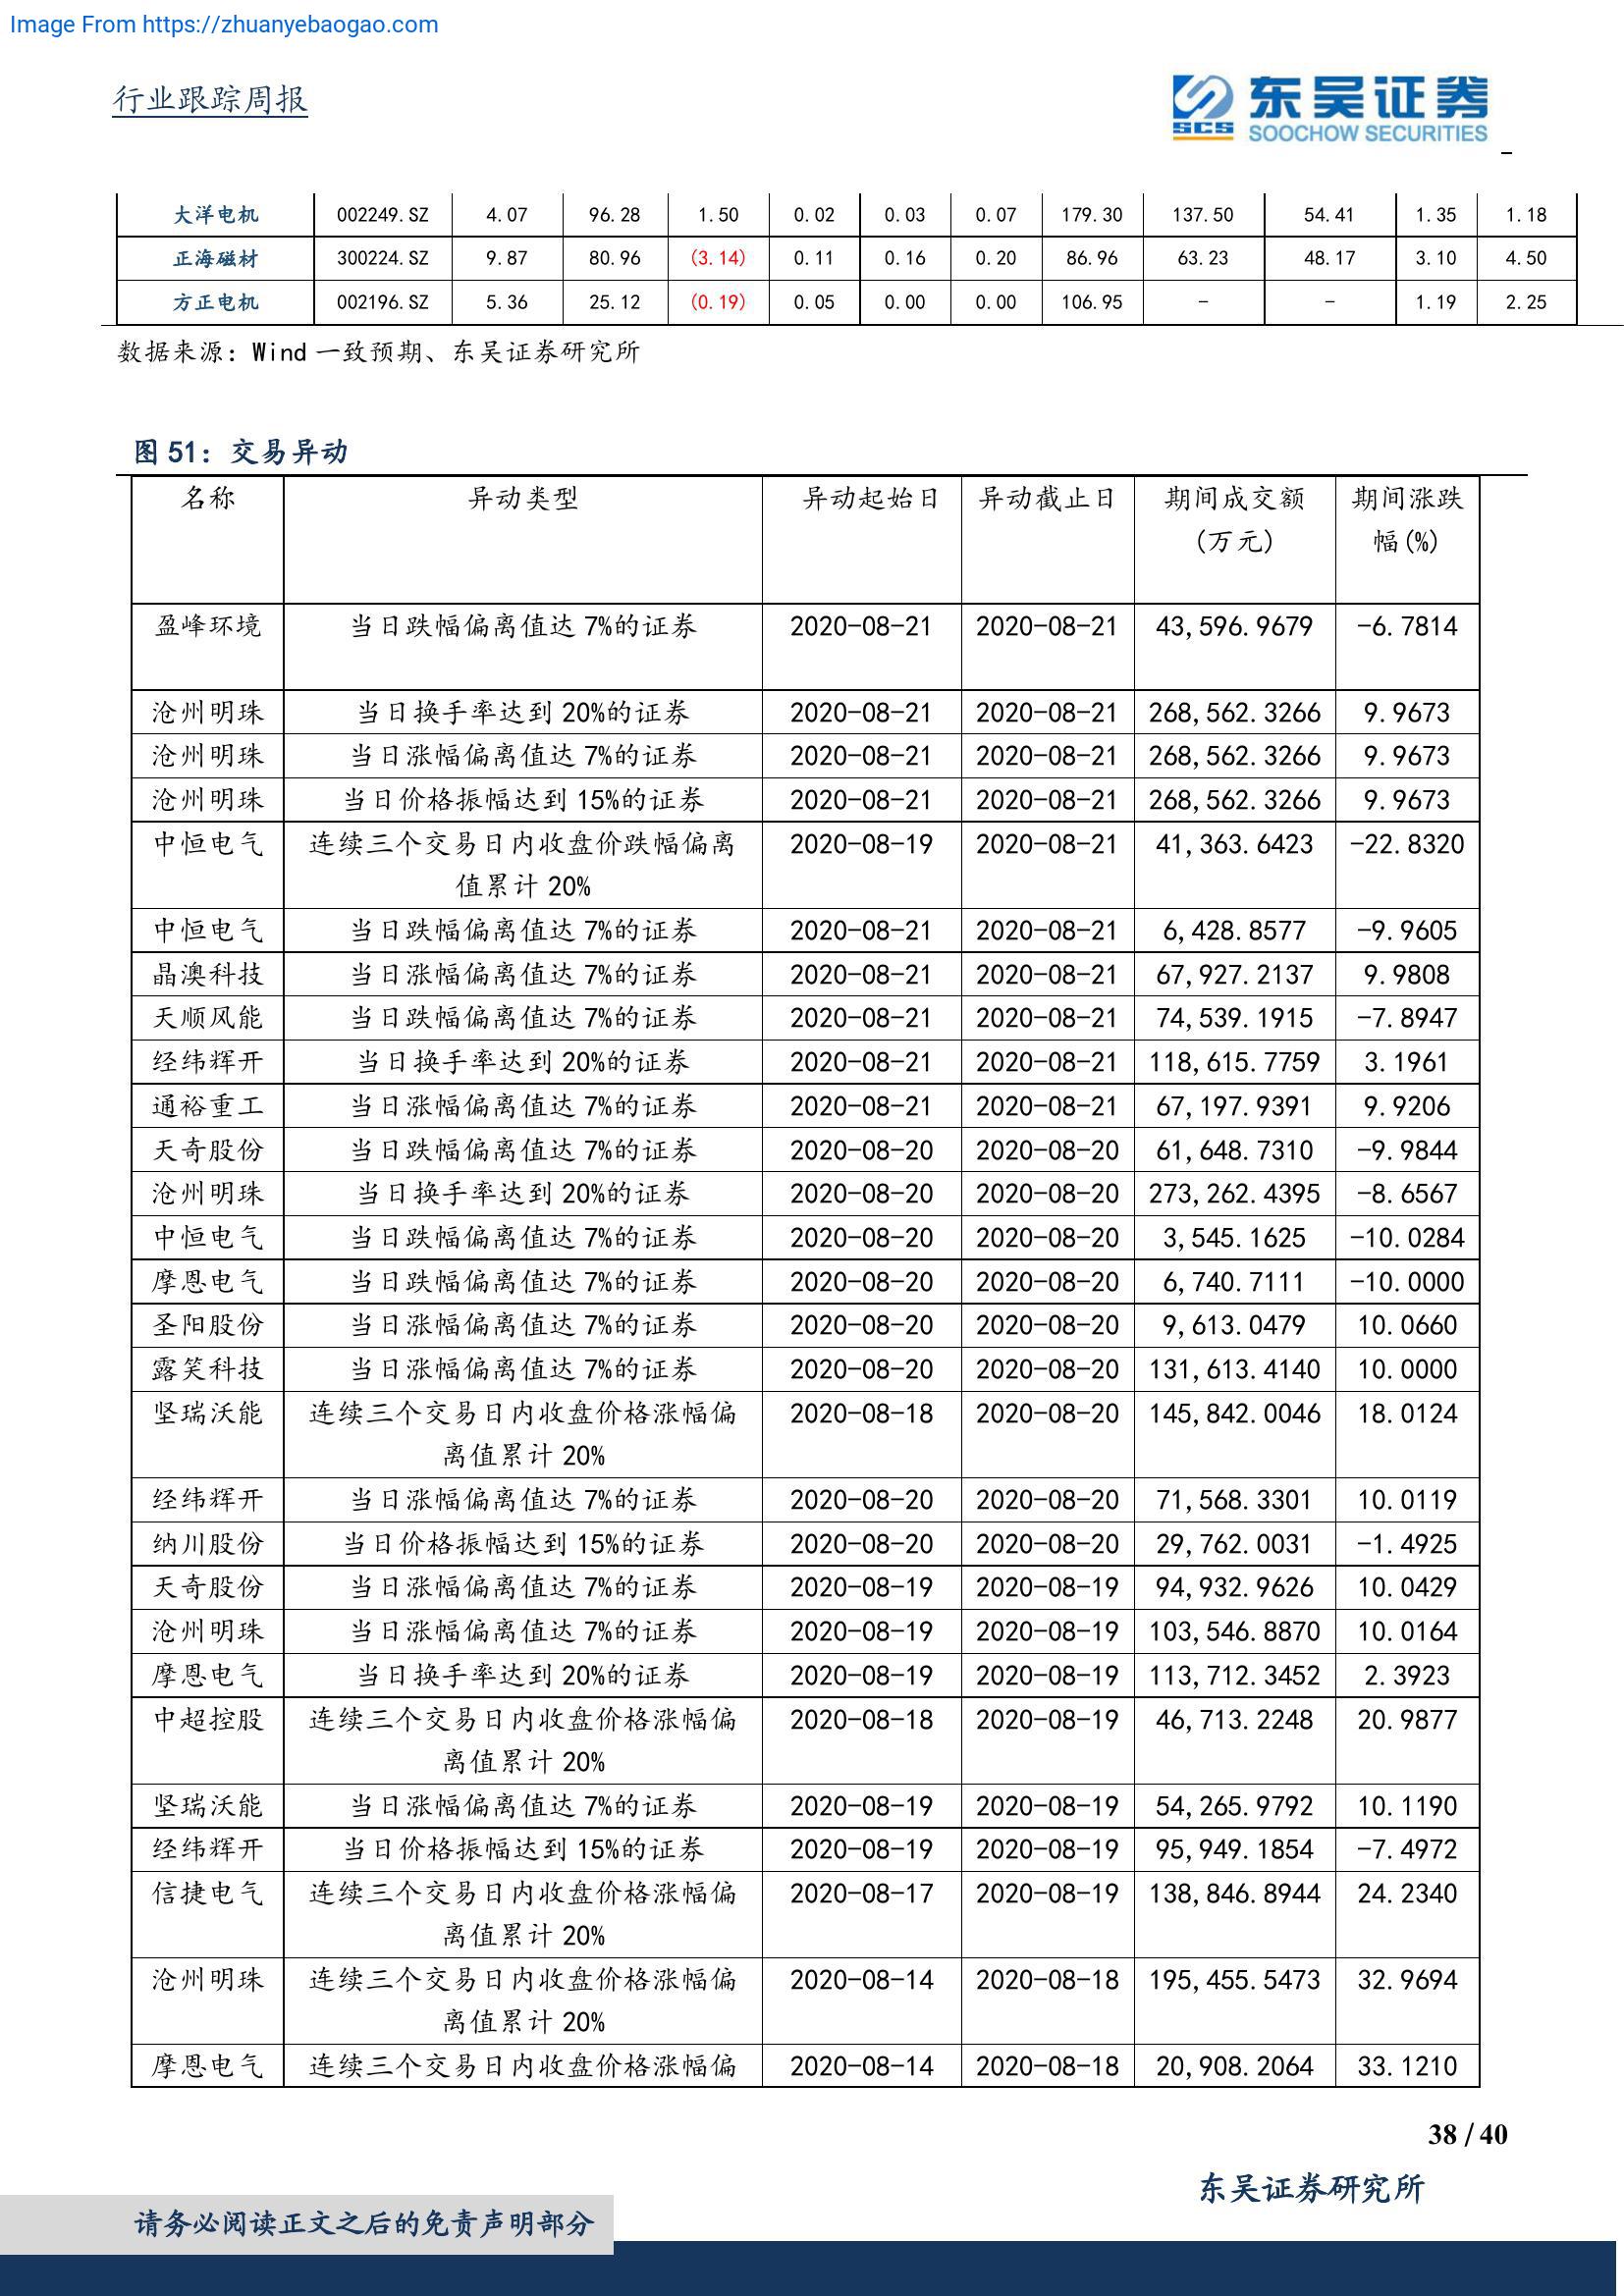 Image From https://zhuanyebaogao.com
行业跟踪周报
东吴证券
SCS
SOOCHOW SECURITIES
大洋电机 002249.SZ 4.07 96.28 1.50 0.02 0.03 0.07 179.30 137.50 54.41 1.35 1.18
正海磁材 300224.SZ 9.87 80.96 (3.14) 0.11 0.16 0.20 86.96 63.23 48.17 3.10 4.50
方正电机 002196.SZ 5.36 25.12 (0.19) 0.05 0.00 0.00 106.95 - - 1.19 2.25
数据来源：Wind 一致预期、东吴证券研究所
图 51：交易异动
名称 异动类型 异动起始日 异动截止日 期间成交额 期间涨跌
(万元) 幅(%)
盈峰环境 当日跌幅偏离值达 7%的证券 2020-08-21 2020-08-21 43,596.9679 -6.7814
沧州明珠 当日换手率达到 20%的证券 2020-08-21 2020-08-21 268,562.3266 9.9673
沧州明珠 当日涨幅偏离值达 7%的证券 2020-08-21 2020-08-21 268,562.3266 9.9673
沧州明珠 当日价格振幅达到 15%的证券 2020-08-21 2020-08-21 268,562.3266 9.9673
中恒电气 连续三个交易日内收盘价跌幅偏离 2020-08-19 2020-08-21 41,363.6423 -22.8320
值累计 20%
中恒电气 当日跌幅偏离值达 7%的证券 2020-08-21 2020-08-21 6,428.8577 -9.9605
晶澳科技 当日涨幅偏离值达 7%的证券 2020-08-21 2020-08-21 67,927.2137 9.9808
天顺风能 当日跌幅偏离值达 7%的证券 2020-08-21 2020-08-21 74,539.1915 -7.8947
经纬辉开 当日换手率达到 20%的证券 2020-08-21 2020-08-21 118,615.7759 3.1961
通裕重工 当日涨幅偏离值达 7%的证券 2020-08-21 2020-08-21 67,197.9391 9.9206
天奇股份 当日跌幅偏离值达 7%的证券 2020-08-20 2020-08-20 61,648.7310 -9.9844
沧州明珠 当日换手率达到 20%的证券 2020-08-20 2020-08-20 273,262.4395 -8.6567
中恒电气 当日跌幅偏离值达 7%的证券 2020-08-20 2020-08-20 3,545.1625 -10.0284
摩恩电气 当日跌幅偏离值达 7%的证券 2020-08-20 2020-08-20 6,740.7111 -10.0000
圣阳股份 当日涨幅偏离值达 7%的证券 2020-08-20 2020-08-20 9,613.0479 10.0660
露笑科技 当日涨幅偏离值达 7%的证券 2020-08-20 2020-08-20 131,613.4140 10.0000
坚瑞沃能 连续三个交易日内收盘价格涨幅偏 2020-08-18 2020-08-20 145,842.0046 18.0124
离值累计 20%
经纬辉开 当日涨幅偏离值达 7%的证券 2020-08-20 2020-08-20 71,568.3301 10.0119
纳川股份 当日价格振幅达到 15%的证券 2020-08-20 2020-08-20 29,762.0031 -1.4925
天奇股份 当日涨幅偏离值达 7%的证券 2020-08-19 2020-08-19 94,932.9626 10.0429
沧州明珠 当日涨幅偏离值达 7%的证券 2020-08-19 2020-08-19 103,546.8870 10.0164
摩恩电气 当日换手率达到 20%的证券 2020-08-19 2020-08-19 113,712.3452 2.3923
中超控股 连续三个交易日内收盘价格涨幅偏 2020-08-18 2020-08-19 46,713.2248 20.9877
离值累计 20%
坚瑞沃能 当日涨幅偏离值达 7%的证券 2020-08-19 2020-08-19 54,265.9792 10.1190
经纬辉开 当日价格振幅达到 15%的证券 2020-08-19 2020-08-19 95,949.1854 -7.4972
信捷电气 连续三个交易日内收盘价格涨幅偏 2020-08-17 2020-08-19 138,846.8944 24.2340
离值累计 20%
沧州明珠 连续三个交易日内收盘价格涨幅偏 2020-08-14 2020-08-18 195,455.5473 32.9694
离值累计 20%
摩恩电气 连续三个交易日内收盘价格涨幅偏 2020-08-14 2020-08-18 20,908.2064 33.1210
38 / 40
东吴证券研究所
请务必阅读正文之后的免责声明部分